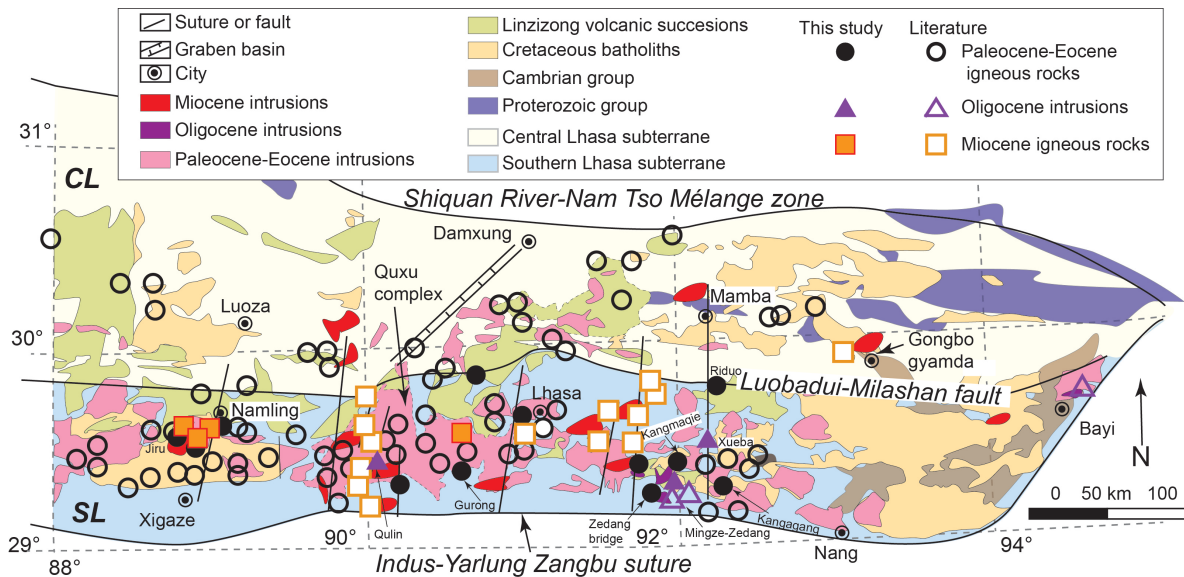 Suture or fault
Graben basin
City
Miocene intrusions
Oligocene intrusions
Paleocene-Eocene intrusions
Linzizong volcanic succesions
Cretaceous batholiths
Cambrian group
Proterozoic group
Central Lhasa subterrane
Southern Lhasa subterrane
This study
Literature
Paleocene-Eocene
igneous rocks
Oligocene intrusions
Miocene igneous rocks
31°
CL
Shiquan River-Nam Tso Mélange zone
Damxung
Quxu
complex
Luoza
Mamba
30°
Gongbo
gyamda
Riduo
Luobadui-Milashan fault
Lhasa
Namling
Kangmaqie
Bayi
Jiru
Xueba
N
Gurong
0 50 km 100
SL
Xigaze
Zedang
bridge
Kangagang
Qulin
Mingze-Zedang
Nang
29°
90°
92°
94°
88°
Indus-Yarlung Zangbu suture